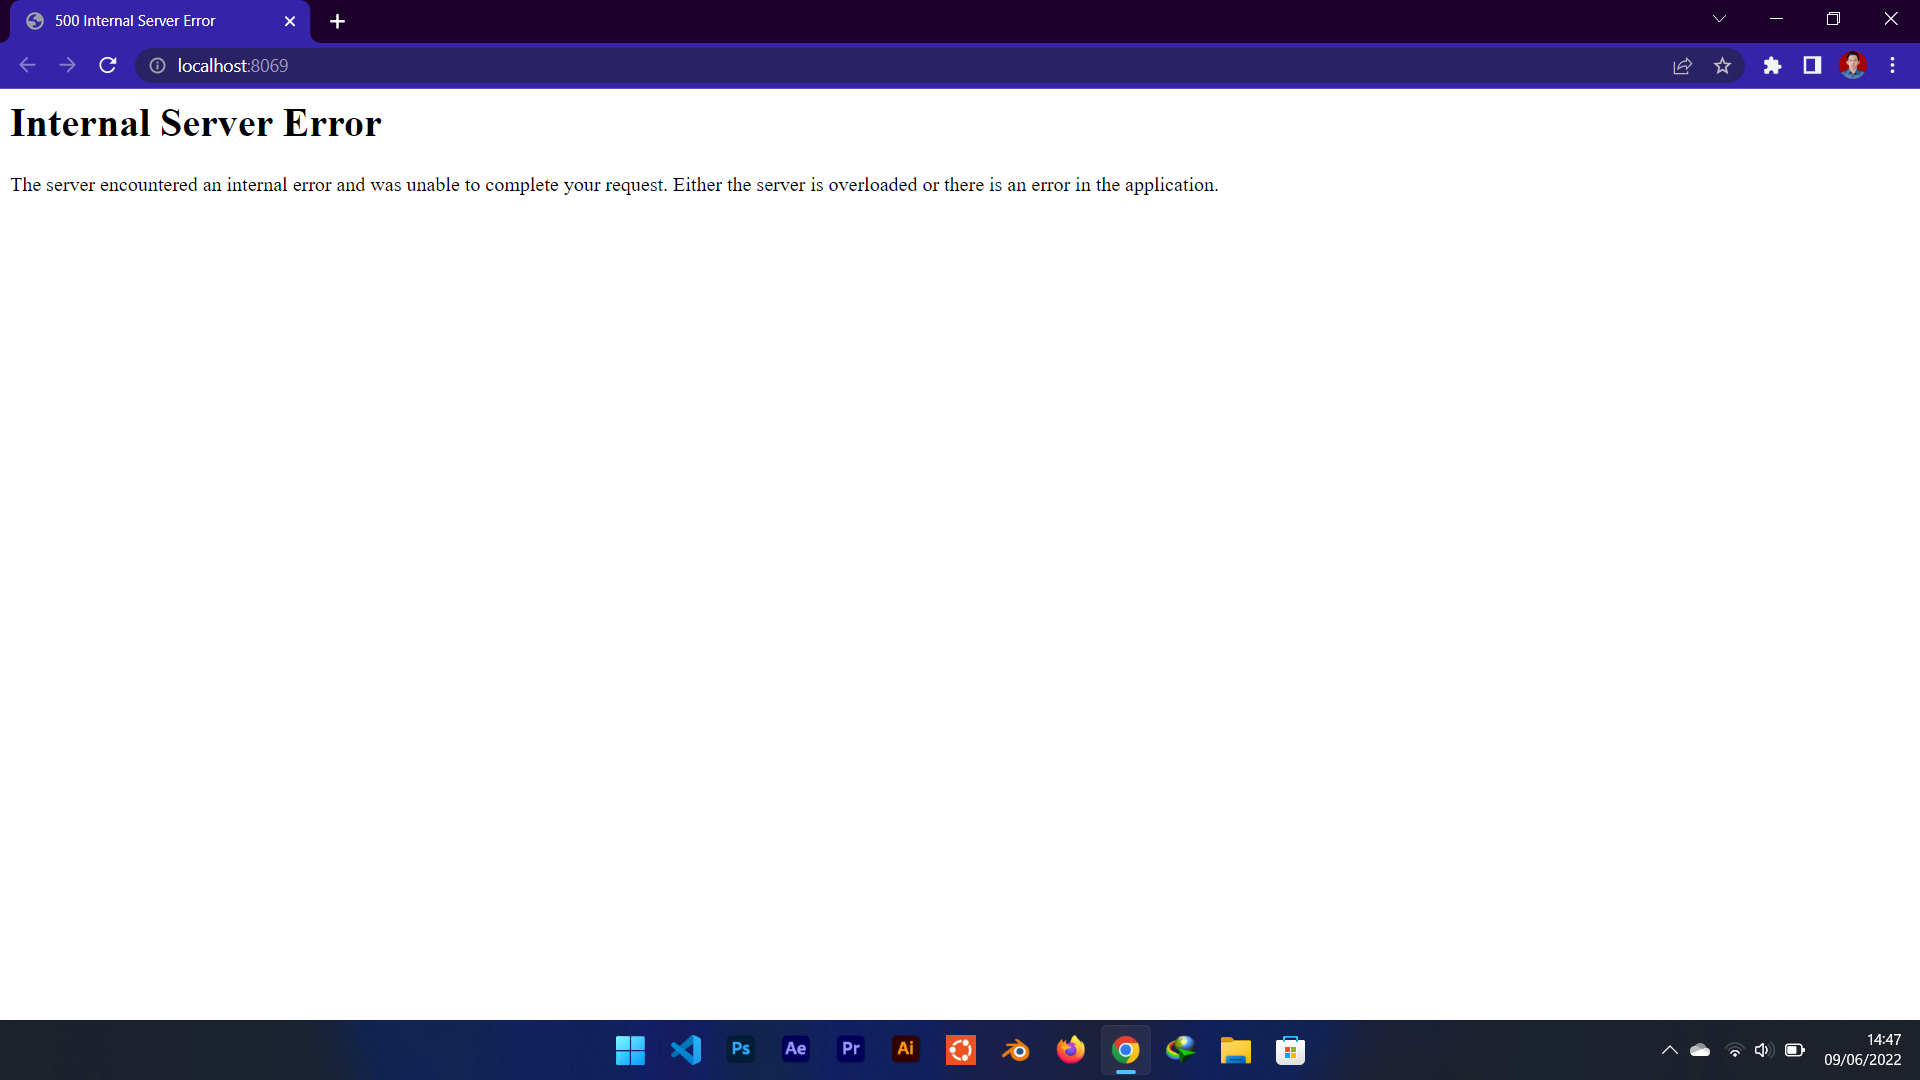 500 Internal Server Error
localhost:8069
Internal Server Error
The server encountered an internal error and was unable to complete your request. Either the server is overloaded or there is an error in the application.
Ps
Ae
Pr
Ai
14:47
09/06/2022